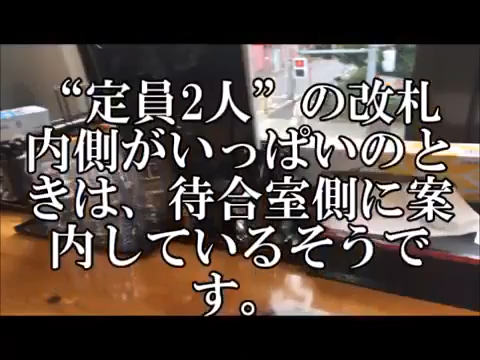 “定員2人”の改札
内側がいっぱいのと
きは、待合室側に案
内しているそうで
す。